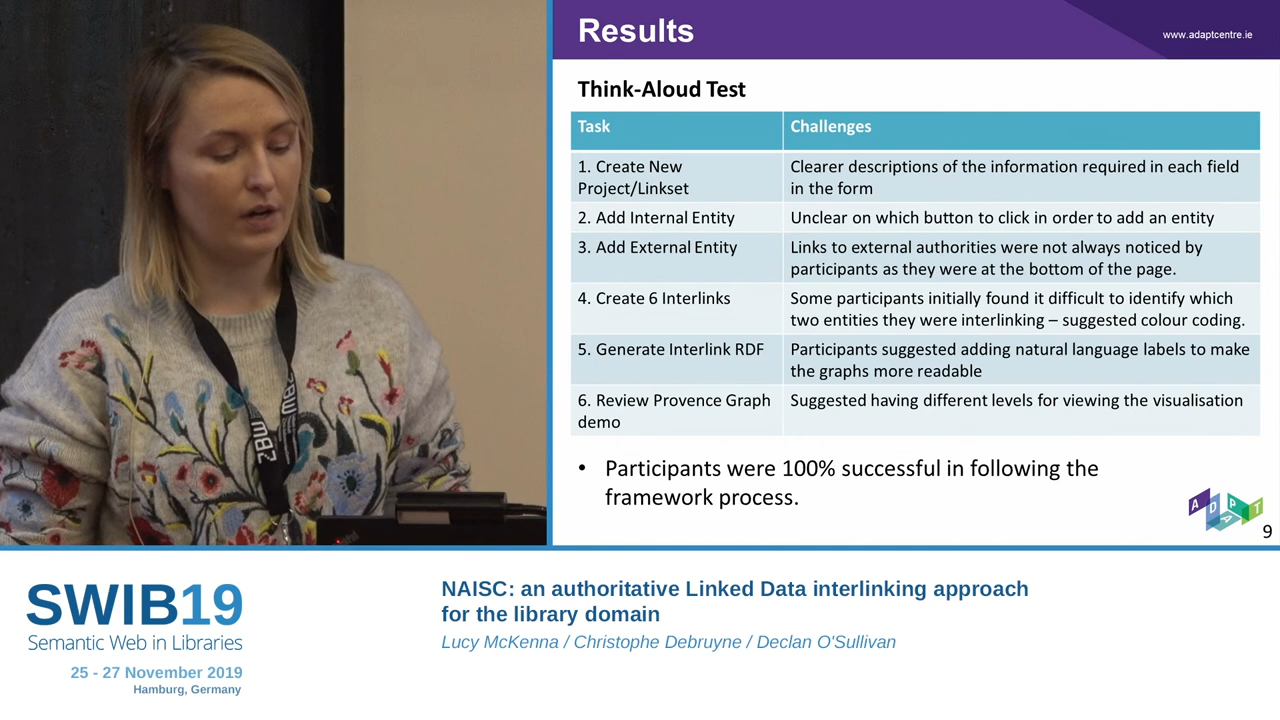 Results
www.adaptcentre.ie
Think-Aloud Test
Task
Challenges
1. Create New
Project/Linkset
Clearer descriptions of the information required in each field
in the form
2. Add Internal Entity
Unclear on which button to click in order to add an entity
3. Add External Entity
Links to external authorities were not always noticed by
participants as they were at the bottom of the page.
4. Create 6 Interlinks
Some participants initially found it difficult to identify which
two entities they were interlinking – suggested colour coding.
5. Generate Interlink RDF
Participants suggested adding natural language labels to make
the graphs more readable
6. Review Provence Graph
demo
Suggested having different levels for viewing the visualisation
• Participants were 100% successful in following the
framework process.
ADAPT
9
ZBW
ZBW
SWIB19
Semantic Web in Libraries
25 - 27 November 2019
Hamburg, Germany
NAISC: an authoritative Linked Data interlinking approach
for the library domain
Lucy McKenna / Christophe Debruyne / Declan O'Sullivan